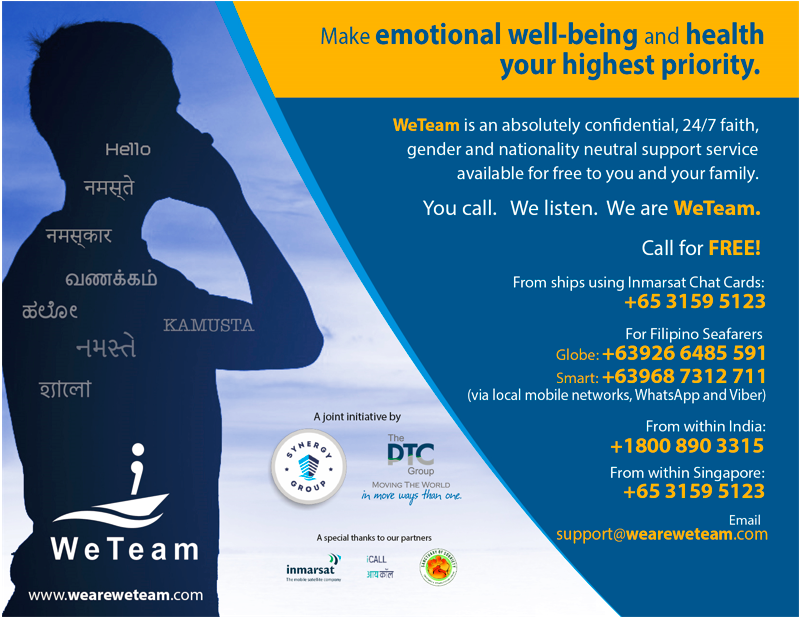 Make emotional well-being and health
your highest priority.
WeTeam is an absolutely confidential, 24/7 faith,
gender and nationality neutral support service
available for free to you and your family.
You call. We listen. We are WeTeam.
Call for FREE!
From ships using Inmarsat Chat Cards:
+65 3159 5123
For Filipino Seafarers
Globe: +63926 6485 591
Smart: +63968 7312 711
(via local mobile networks, WhatsApp and Viber)
From within India:
+1800 890 3315
From within Singapore:
+65 3159 5123
Email
support@weareweteam.com
Hello
नमस्ते
नमस्कार
வணக்கம்
ಹಲೋ
KAMUSTA
નમસ્તે
হ্যালো
WeTeam
www.weareweteam.com
A joint initiative by
SYNERGY
GROUP
The
DTC
Group
MOVING THE WORLD
in more ways than one.
A special thanks to our partners
inmarsat
The mobile satellite company
iCALL
आयकॉल